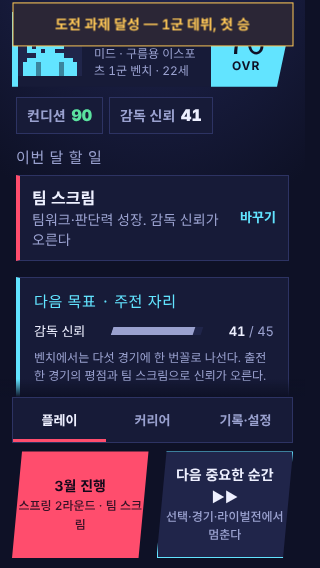 도전 과제 달성 — 1군 데뷔, 첫 승
미드 · 구름용 이스포
츠 1군 벤치 · 22세
OVR
컨디션 90 감독 신뢰 41
이번 달 할 일
팀 스크림
팀워크·판단력 성장. 감독 신뢰가
오른다
바꾸기
다음 목표 · 주전 자리
감독 신뢰 41 / 45
벤치에서는 다섯 경기에 한 번꼴로 나선다. 출전
한 경기의 평점과 팀 스크림으로 신뢰가 오른다.
플레이 커리어 기록·설정
3월 진행
스프링 2라운드 · 팀 스크
림
다음 중요한 순간
▶▶
선택·경기·라이벌전에서
멈춘다